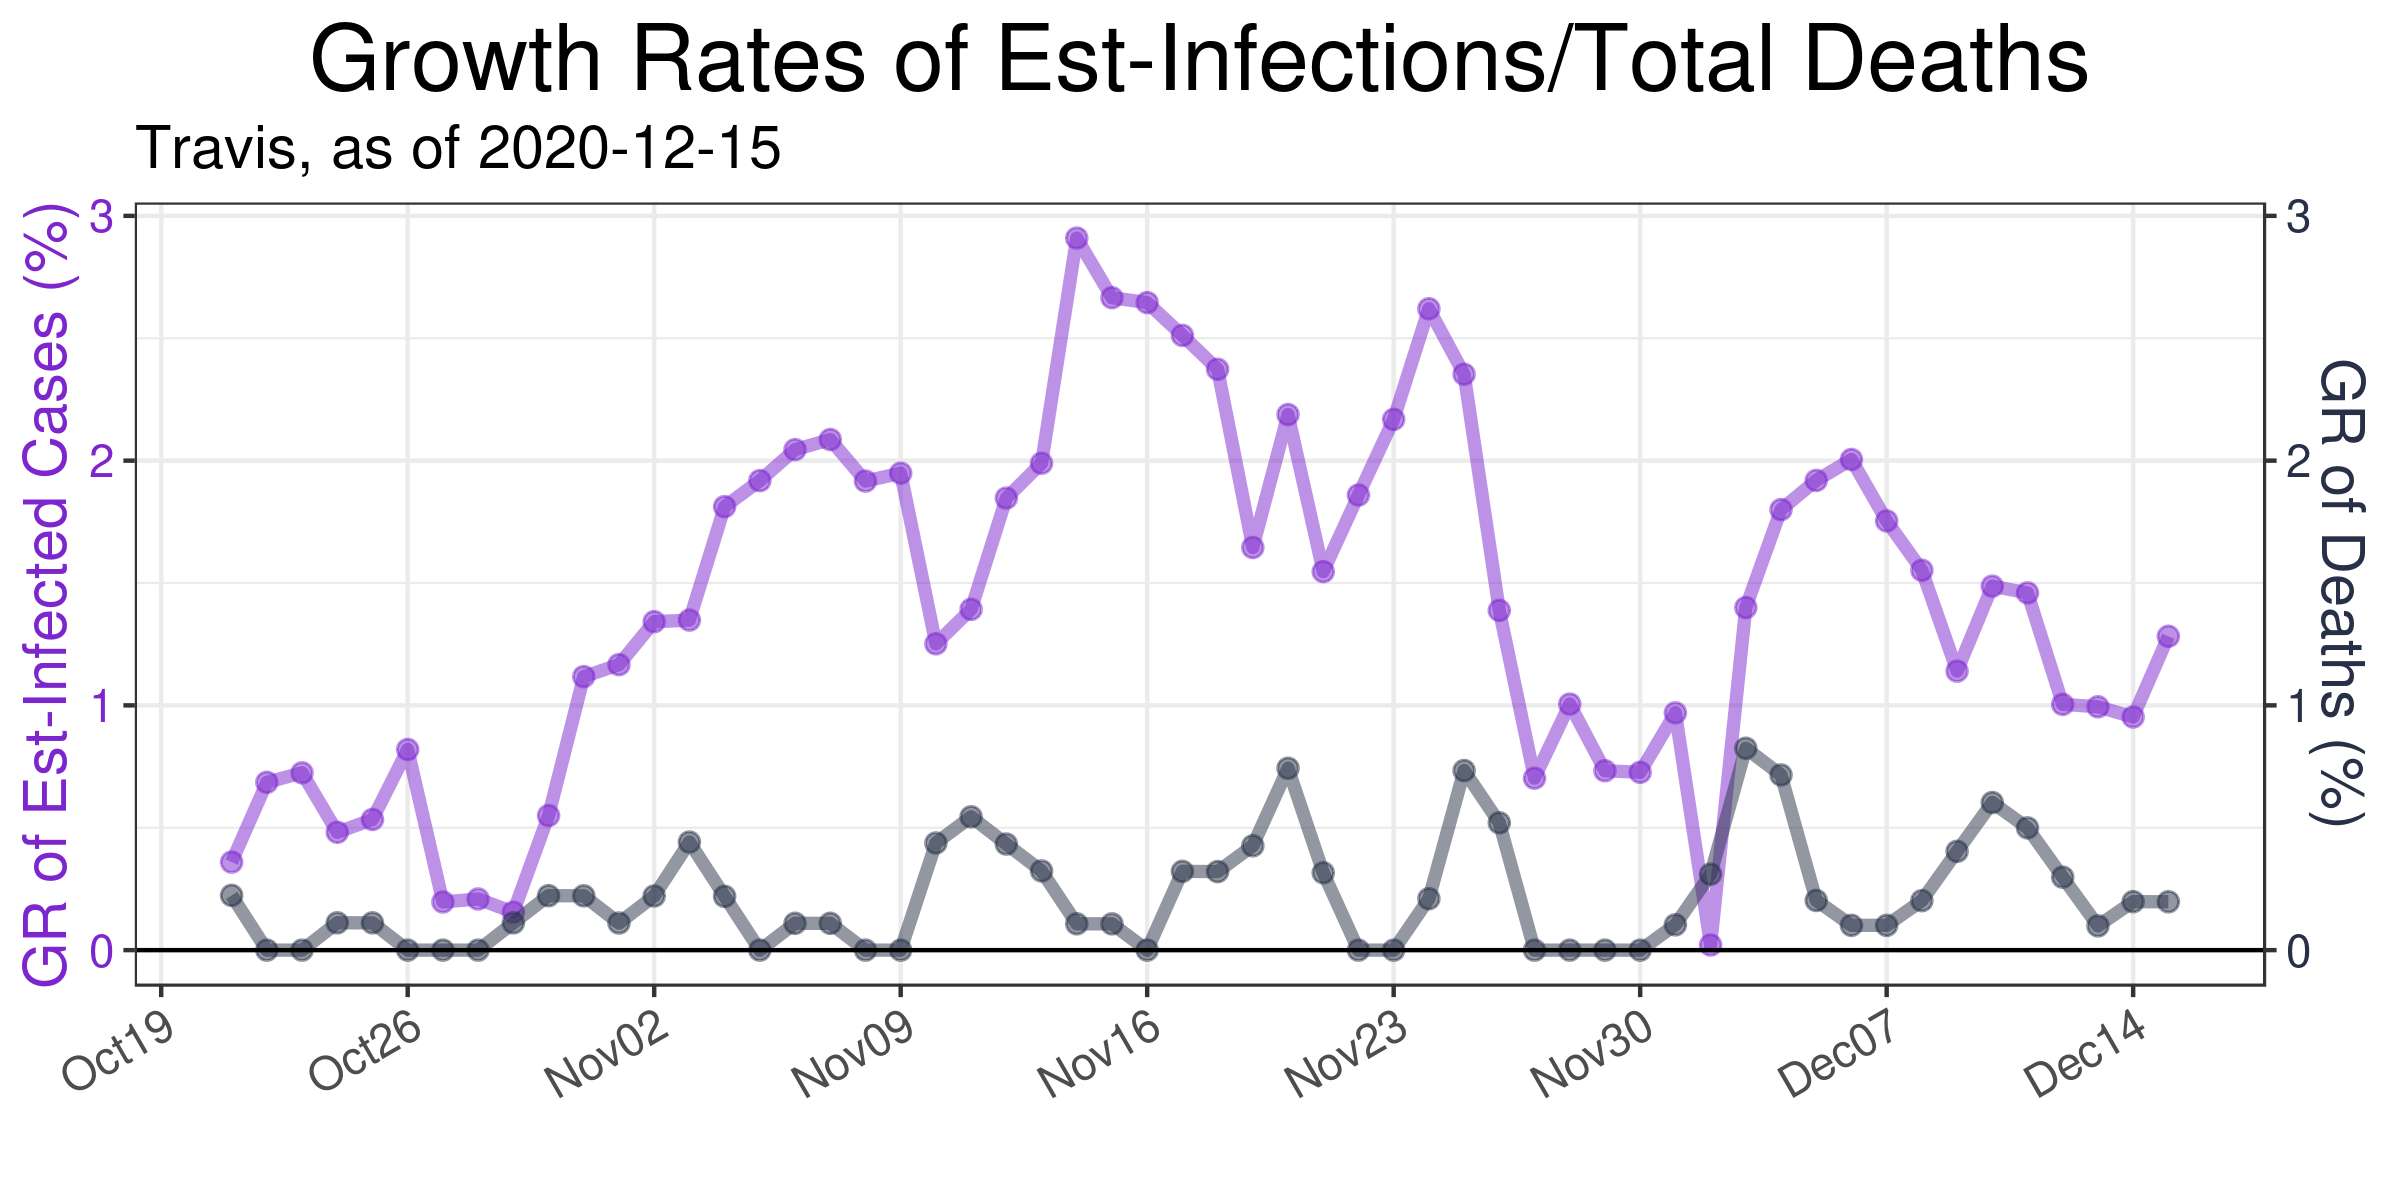 Growth Rates of Est-Infections/Total Deaths
Travis, as of 2020-12-15
GR of Est-Infected Cases (%)
3
2
1
0
3
2
1
0
GR of Deaths (%)
Oct19
Oct26
Nov02
Nov09
Nov16
Nov23
Nov30
Dec07
Dec14